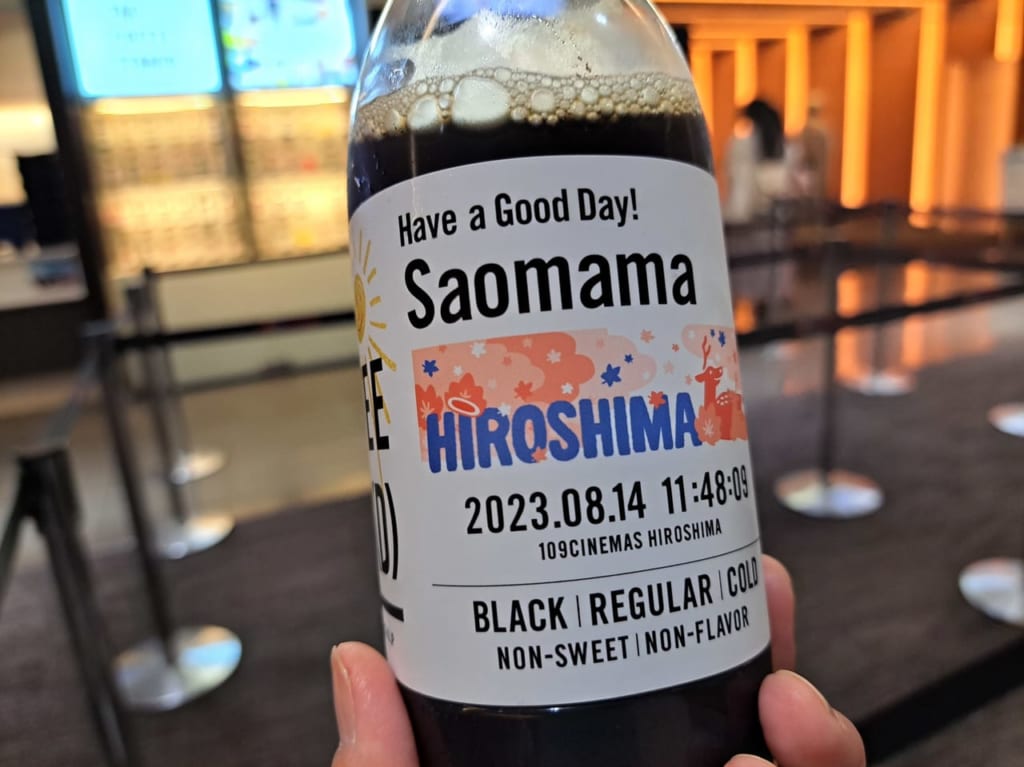 Have a Good Day!
Saomama
HIROSHIMA
2023.08.14 11:48:09
109CINEMAS HIROSHIMA
BLACK | REGULAR | COLD
NON-SWEET | NON-FLAVOR